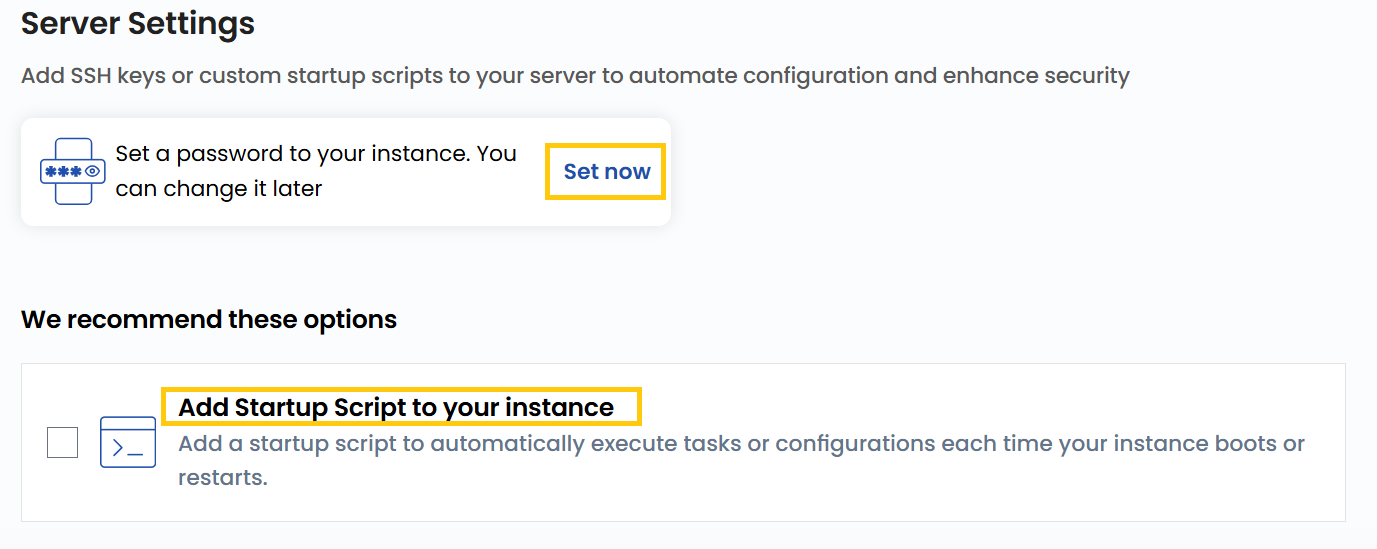 Server Settings
Add SSH keys or custom startup scripts to your server to automate configuration and enhance security
Set a password to your instance. You
can change it later
Set now
We recommend these options
Add Startup Script to your instance
Add a startup script to automatically execute tasks or configurations each time your instance boots or
restarts.